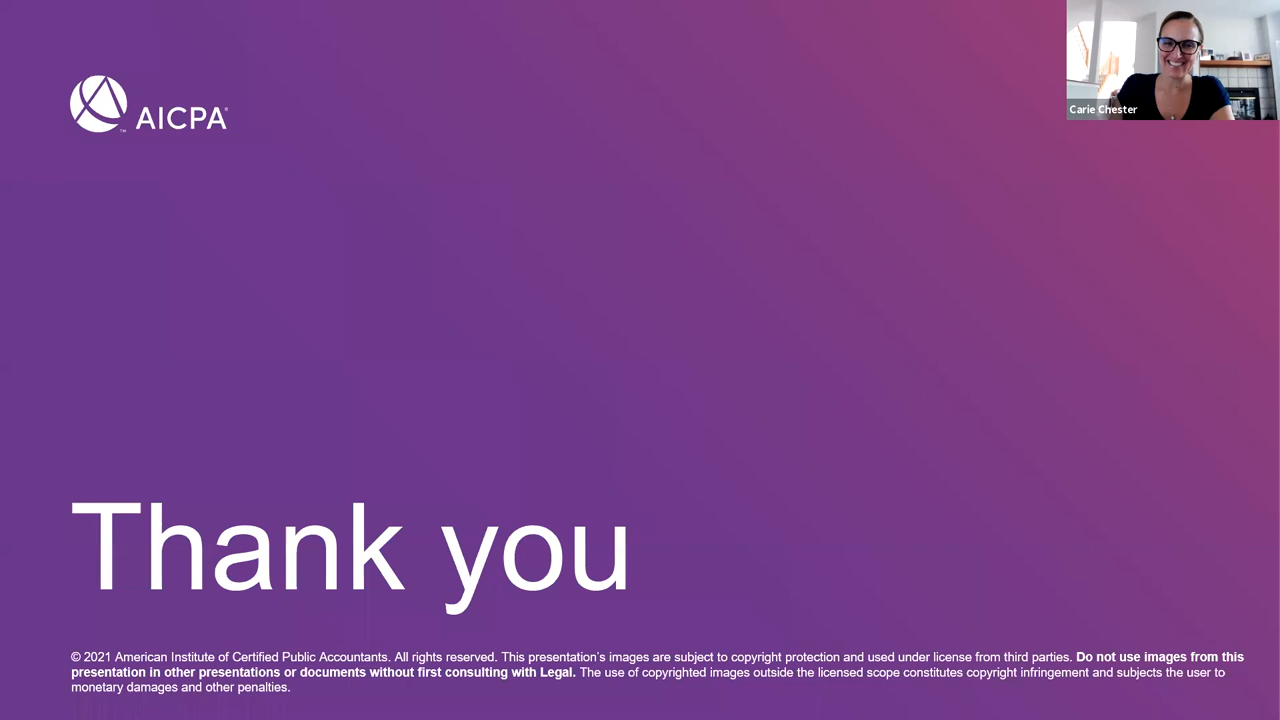 AICPA®
Carie Chester
Thank you
© 2021 American Institute of Certified Public Accountants. All rights reserved. This presentation's images are subject to copyright protection and used under license from third parties. Do not use images from this
presentation in other presentations or documents without first consulting with Legal. The use of copyrighted images outside the licensed scope constitutes copyright infringement and subjects the user to
monetary damages and other penalties.